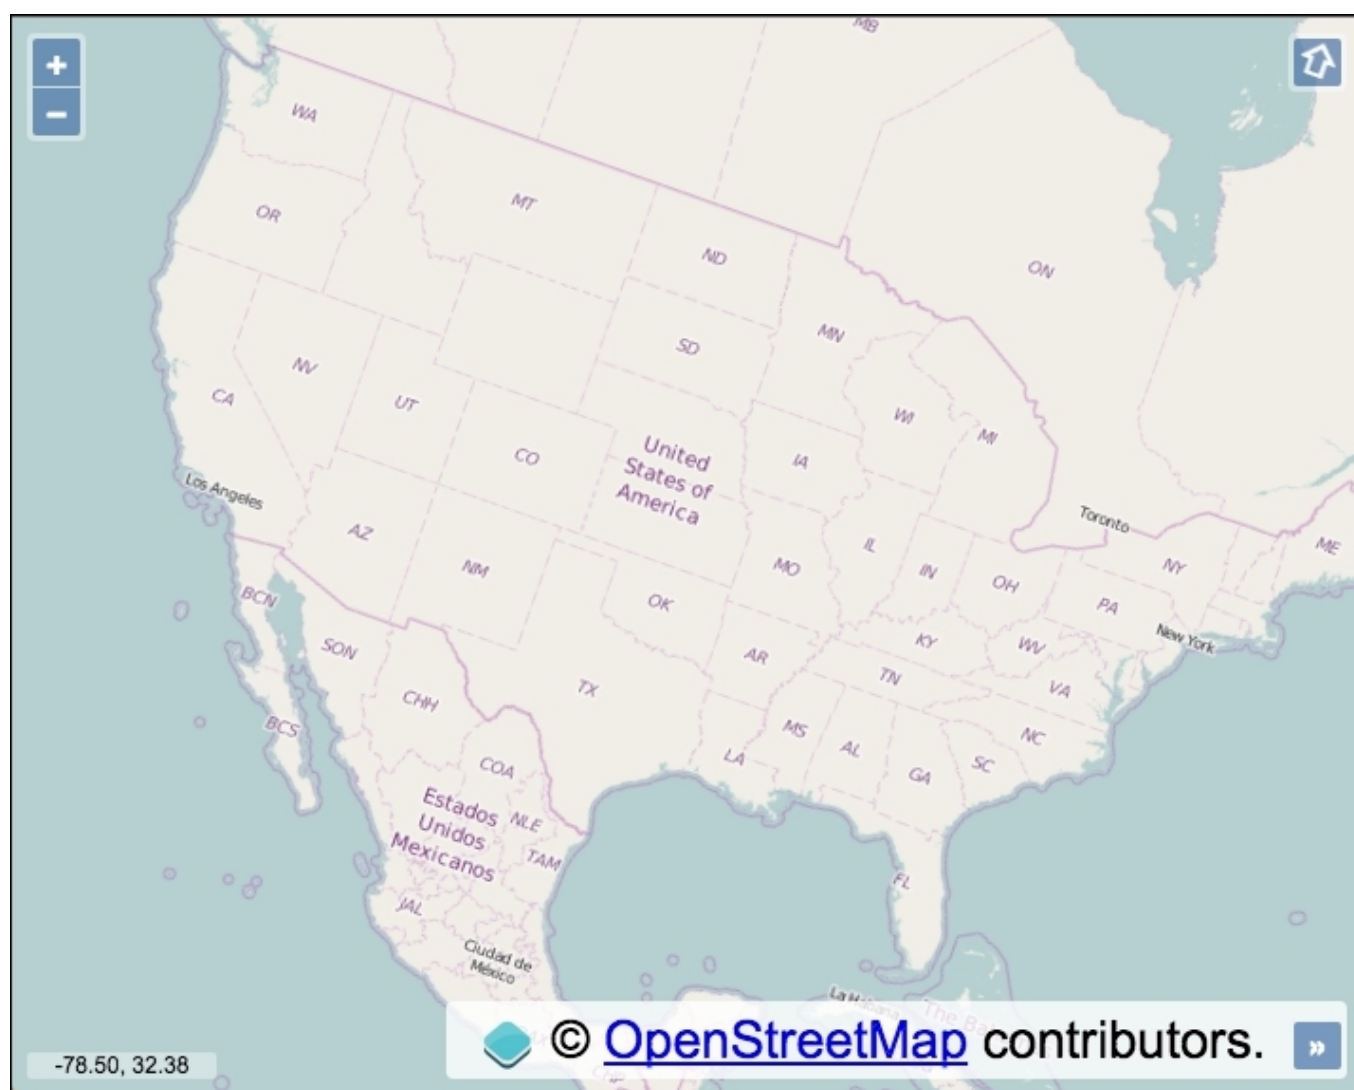 MB
+
−
WA
MT
OR
ND
ON
MN
SD
NV
UT
CA
WI
MI
United
States of
America
CO
IA
Los Angeles
Toronto
AZ
IL
ME
NM
MO
IN
OH
NY
BCN
OK
PA
SON
AR
KY
WV
New York
TN
VA
TX
CHH
BCS
MS
AL
NC
LA
COA
GA
SC
Estados
Unidos
Mexicanos
NLE
TAM
FL
JAL
Ciudad de
México
La Habana
© OpenStreetMap contributors.
»
-78.50, 32.38